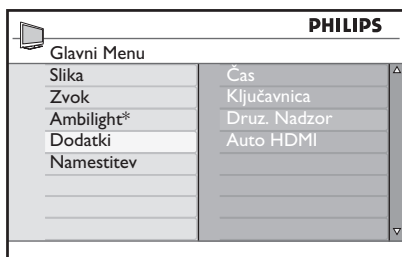 PHILIPS
Glavni Menu
Slika
Zvok
Ambilight*
Dodatki
Namestitev
Čas
Ključavnica
Druz. Nadzor
Auto HDMI